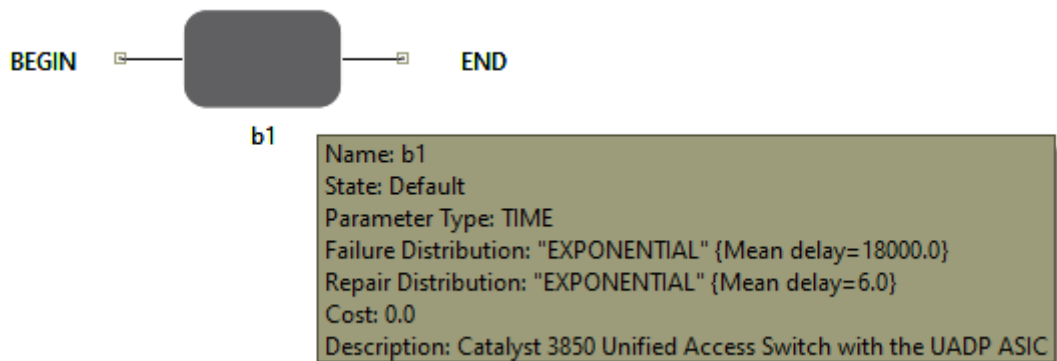 BEGIN
END
b1
Name: b1
State: Default
Parameter Type: TIME
Failure Distribution: "EXPONENTIAL" {Mean delay=18000.0}
Repair Distribution: "EXPONENTIAL" {Mean delay=6.0}
Cost: 0.0
Description: Catalyst 3850 Unified Access Switch with the UADP ASIC